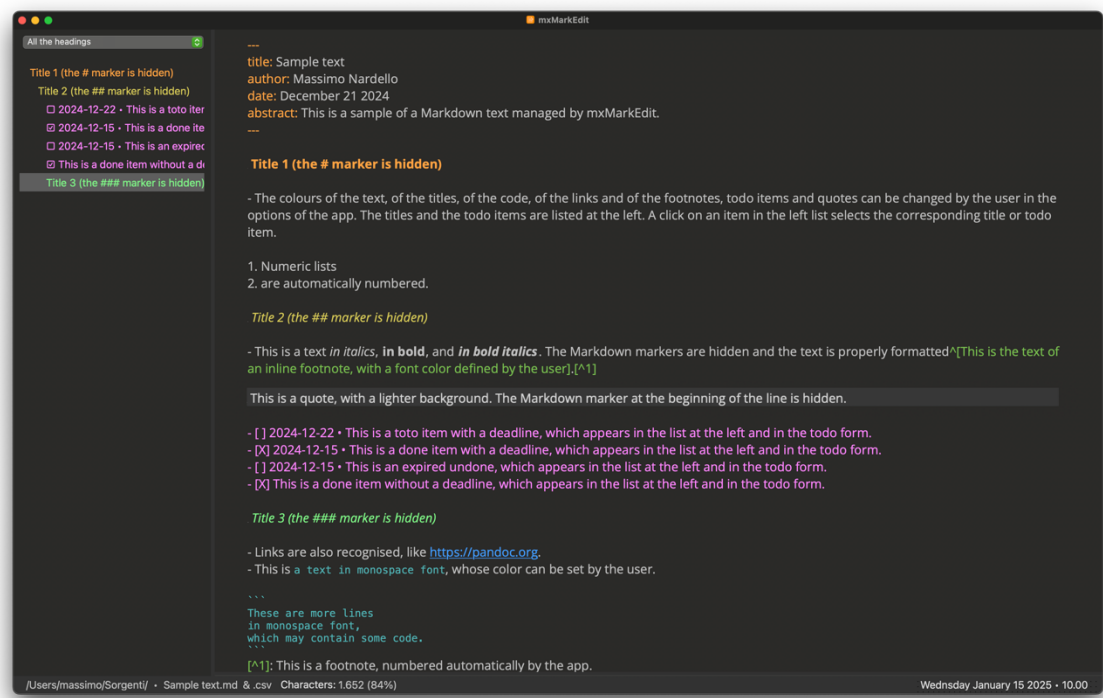 mxMarkEdit
All the headings
Title 1 (the # marker is hidden)
Title 2 (the ## marker is hidden)
2024-12-22 • This is a toto iter
2024-12-15 • This is a done ite
2024-12-15 • This is an expired
This is a done item without a de
Title 3 (the ### marker is hidden)
---
title: Sample text
author: Massimo Nardello
date: December 21 2024
abstract: This is a sample of a Markdown text managed by mxMarkEdit.
---
Title 1 (the # marker is hidden)
- The colours of the text, of the titles, of the code, of the links and of the footnotes, todo items and quotes can be changed by the user in the
options of the app. The titles and the todo items are listed at the left. A click on an item in the left list selects the corresponding title or todo
item.
1. Numeric lists
2. are automatically numbered.
Title 2 (the ## marker is hidden)
- This is a text in italics, in bold, and in bold italics. The Markdown markers are hidden and the text is properly formatted^[This is the text of
an inline footnote, with a font color defined by the user].[^1]
This is a quote, with a lighter background. The Markdown marker at the beginning of the line is hidden.
- [ ] 2024-12-22 • This is a toto item with a deadline, which appears in the list at the left and in the todo form.
- [X] 2024-12-15 • This is a done item with a deadline, which appears in the list at the left and in the todo form.
- [ ] 2024-12-15 • This is an expired undone, which appears in the list at the left and in the todo form.
- [X] This is a done item without a deadline, which appears in the list at the left and in the todo form.
Title 3 (the ### marker is hidden)
- Links are also recognised, like https://pandoc.org.
- This is a text in monospace font, whose color can be set by the user.
```
These are more lines
in monospace font,
which may contain some code.
```
[^1]: This is a footnote, numbered automatically by the app.
/Users/massimo/Sorgenti/ • Sample text.md & .csv Characters: 1.652 (84%)
Wednsday January 15 2025 • 10.00